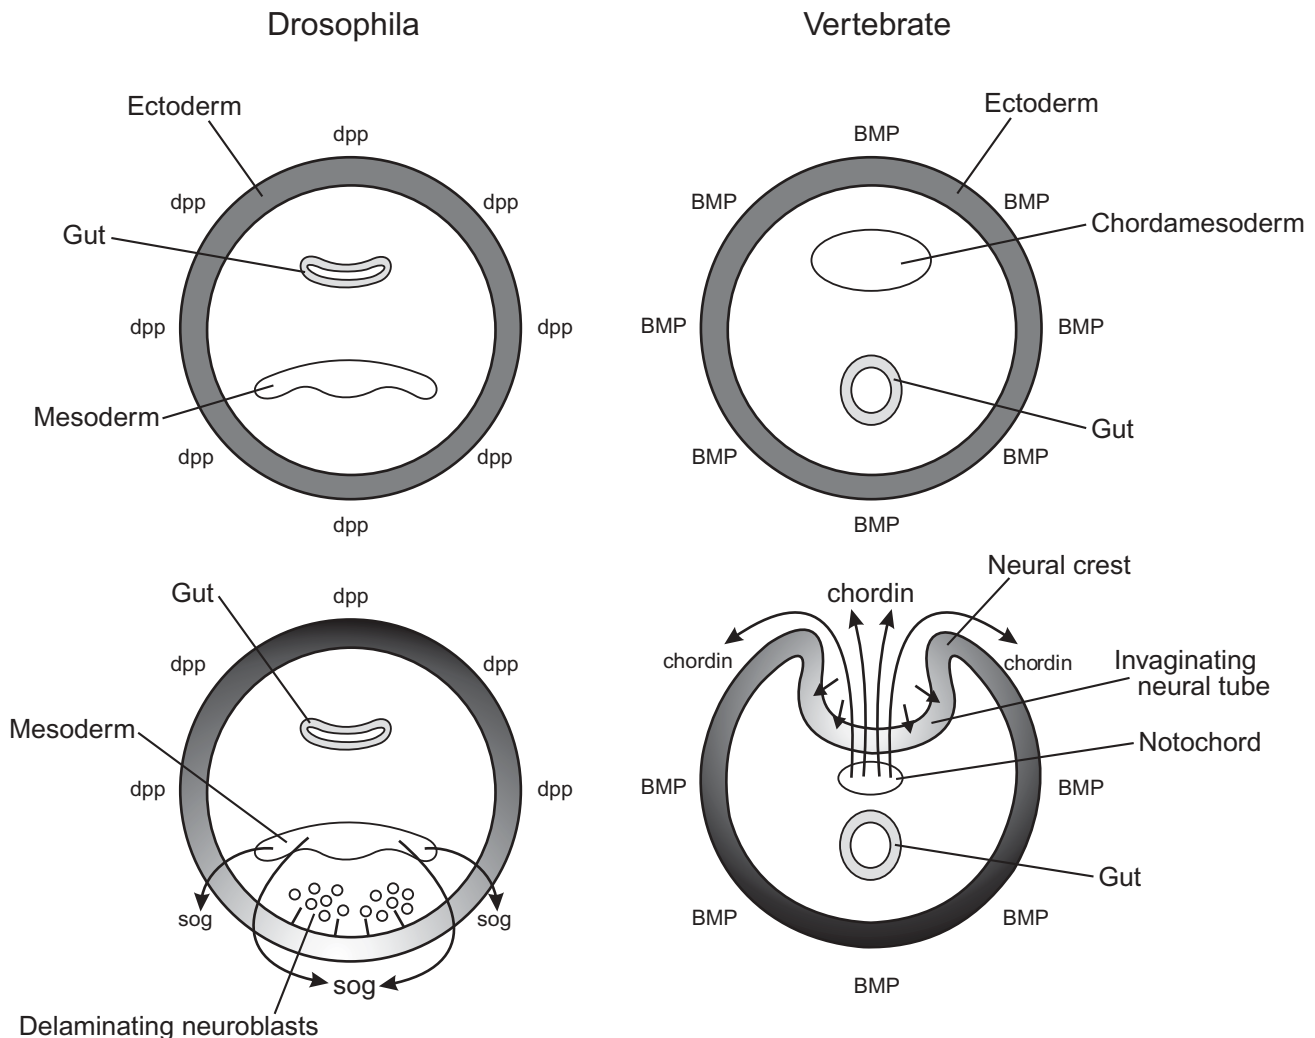 Drosophila
Vertebrate
Ectoderm
dpp
dpp
dpp
Gut
dpp
dpp
Mesoderm
dpp
dpp
dpp
Ectoderm
BMP
BMP
BMP
Chordamesoderm
BMP
BMP
Gut
BMP
BMP
BMP
Gut
dpp
dpp
dpp
Mesoderm
dpp
dpp
sog
sog
sog
Delaminating neuroblasts
Neural crest
chordin
chordin
chordin
Invaginating
neural tube
Notochord
BMP
BMP
Gut
BMP
BMP
BMP